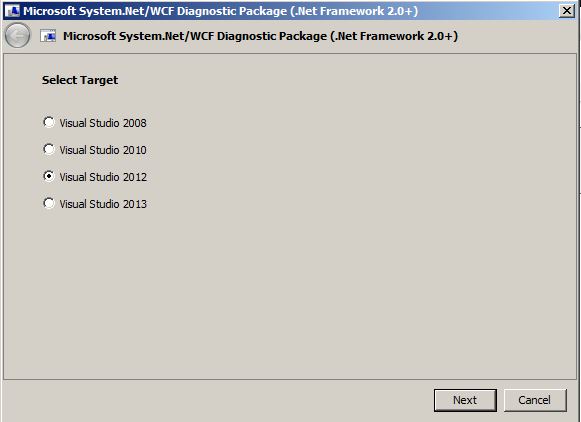 Microsoft System.Net/WCF Diagnostic Package (.Net Framework 2.0+)
Microsoft System.Net/WCF Diagnostic Package (.Net Framework 2.0+)
Select Target
Visual Studio 2008
Visual Studio 2010
Visual Studio 2012
Visual Studio 2013
Next
Cancel